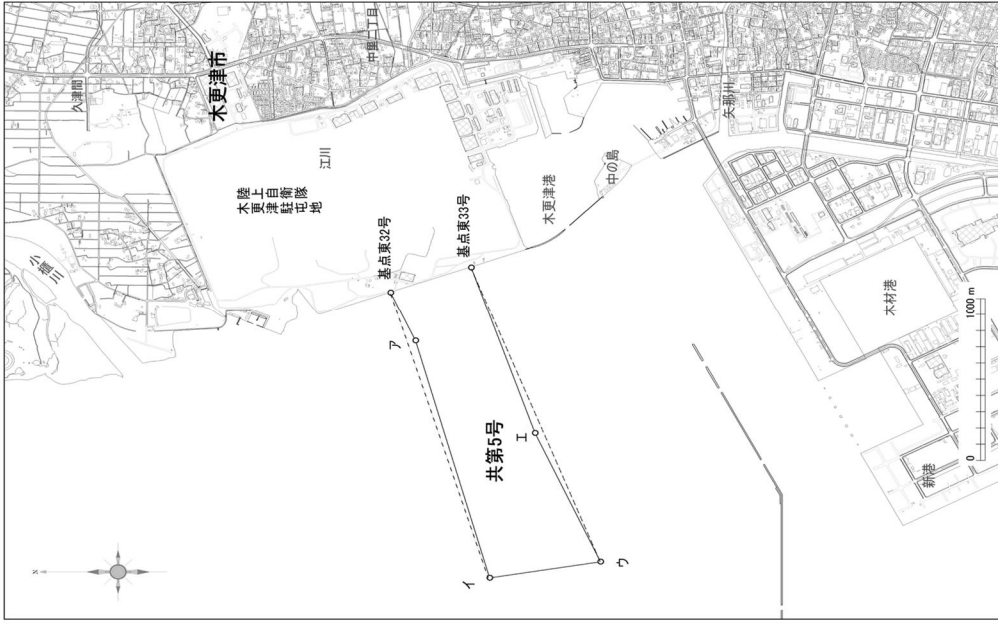 久津間
木更津市
中里二丁目
小櫃川
江川
陸上自衛隊
木更津駐屯地
基点東32号
基点東33号
木更津港
中の島
矢那川
ア
イ
ウ
エ
共第5号
木材港
新港
0
1000 m
N